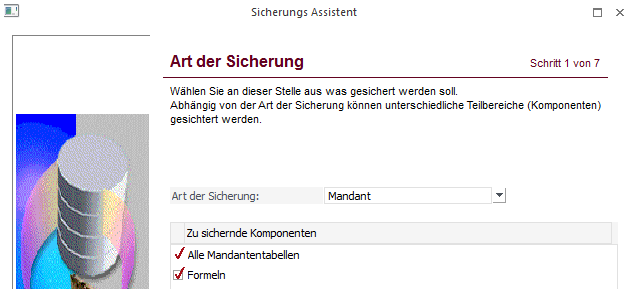 Sicherungs Assistent
Art der Sicherung
Schritt 1 von 7
Wählen Sie an dieser Stelle aus was gesichert werden soll.
Abhängig von der Art der Sicherung können unterschiedliche Teilbereiche (Komponenten)
gesichtert werden.
Art der Sicherung:
Mandant
Zu sichernde Komponenten
Alle Mandantentabellen
Formeln